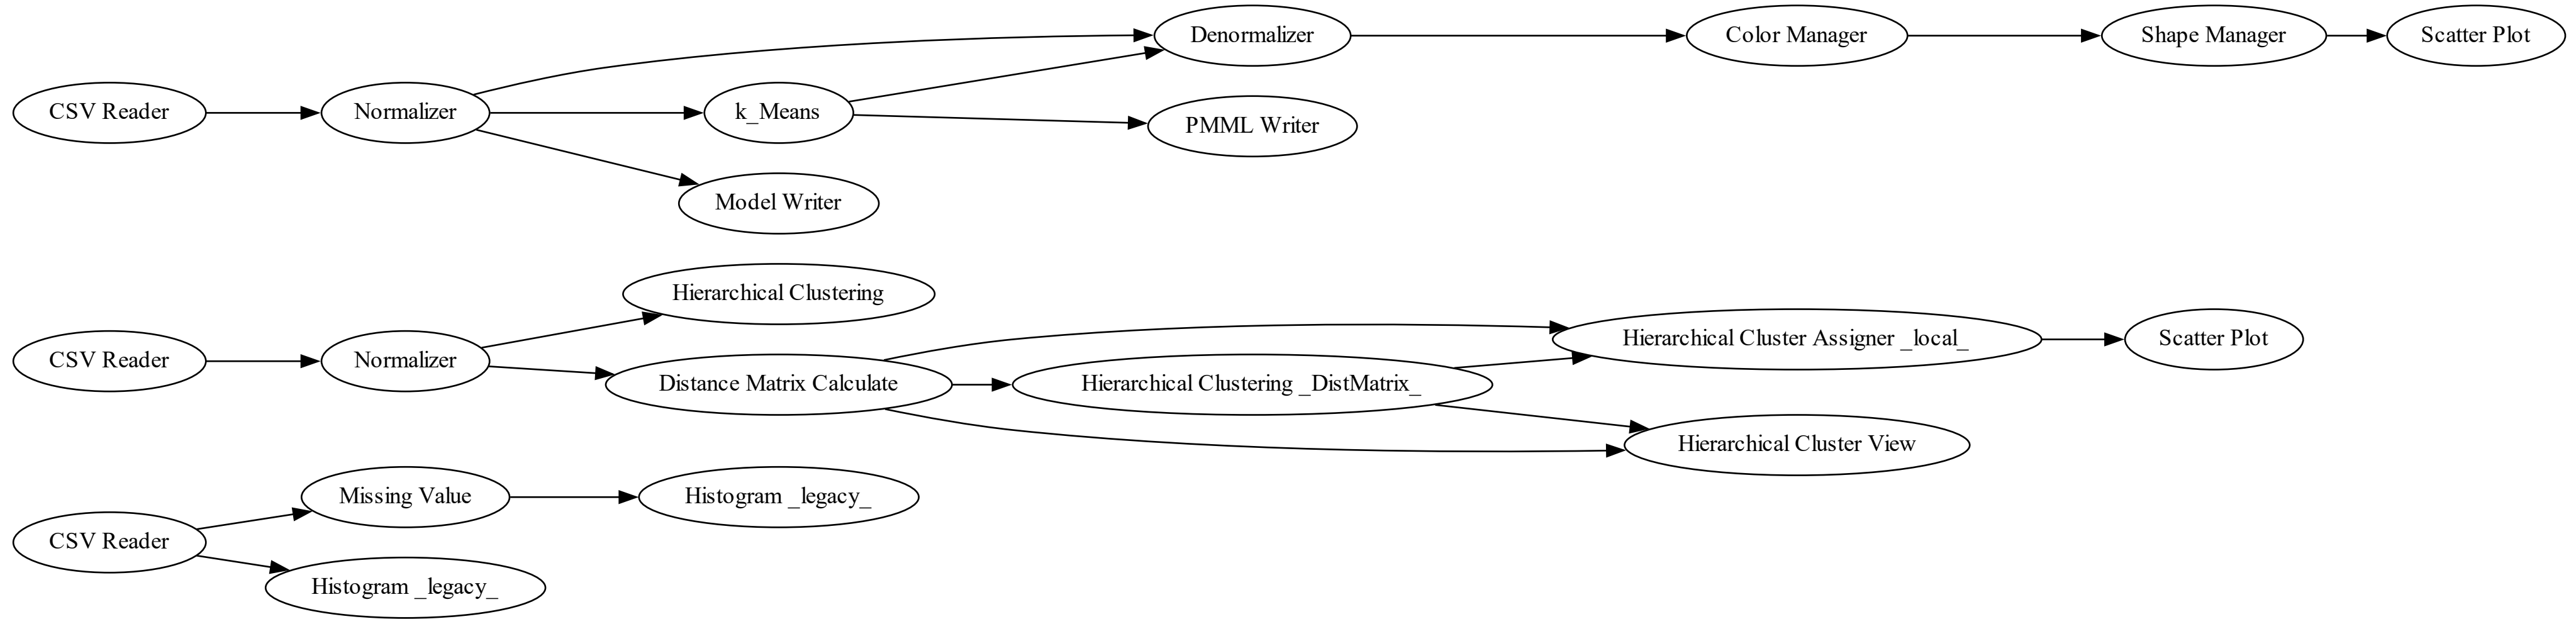 CSV Reader
Normalizer
k_Means
Model Writer
Denormalizer
PMML Writer
Color Manager
Shape Manager
Scatter Plot
CSV Reader
Normalizer
Hierarchical Clustering
Distance Matrix Calculate
Hierarchical Clustering _DistMatrix_
Hierarchical Cluster Assigner _local_
Hierarchical Cluster View
Scatter Plot
CSV Reader
Missing Value
Histogram _legacy_
Histogram _legacy_